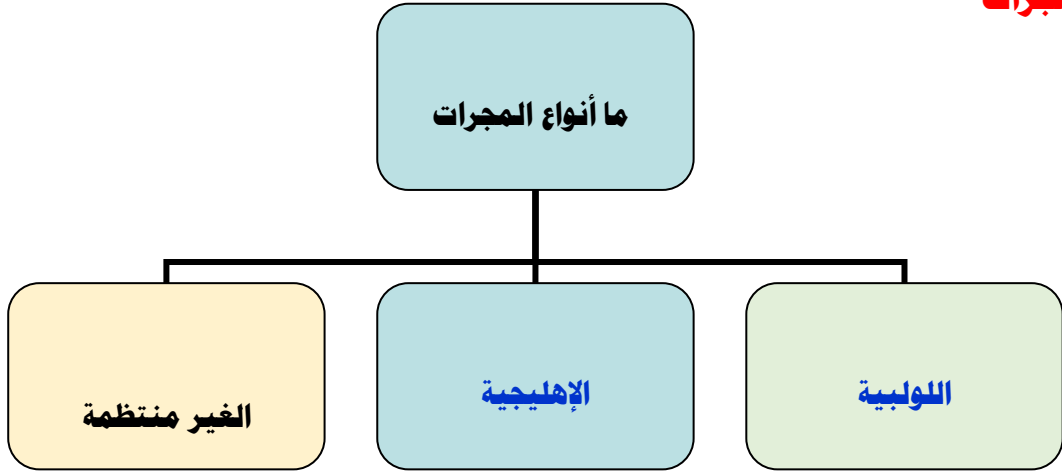 ما أنواع المجرات
اللولبية
الإهليجية
الغير منتظمة